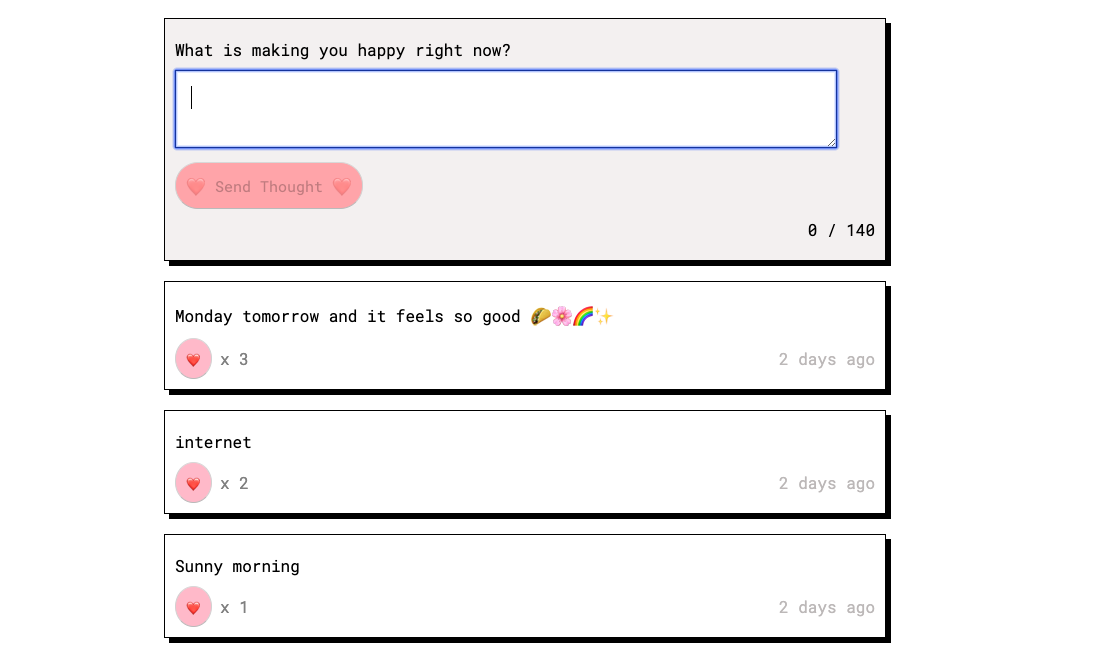 What is making you happy right now?
❤️ Send Thought ❤️
0 / 140
Monday tomorrow and it feels so good 🌮🌸🌈✨
❤️ x 3 2 days ago
internet
❤️ x 2 2 days ago
Sunny morning
❤️ x 1 2 days ago